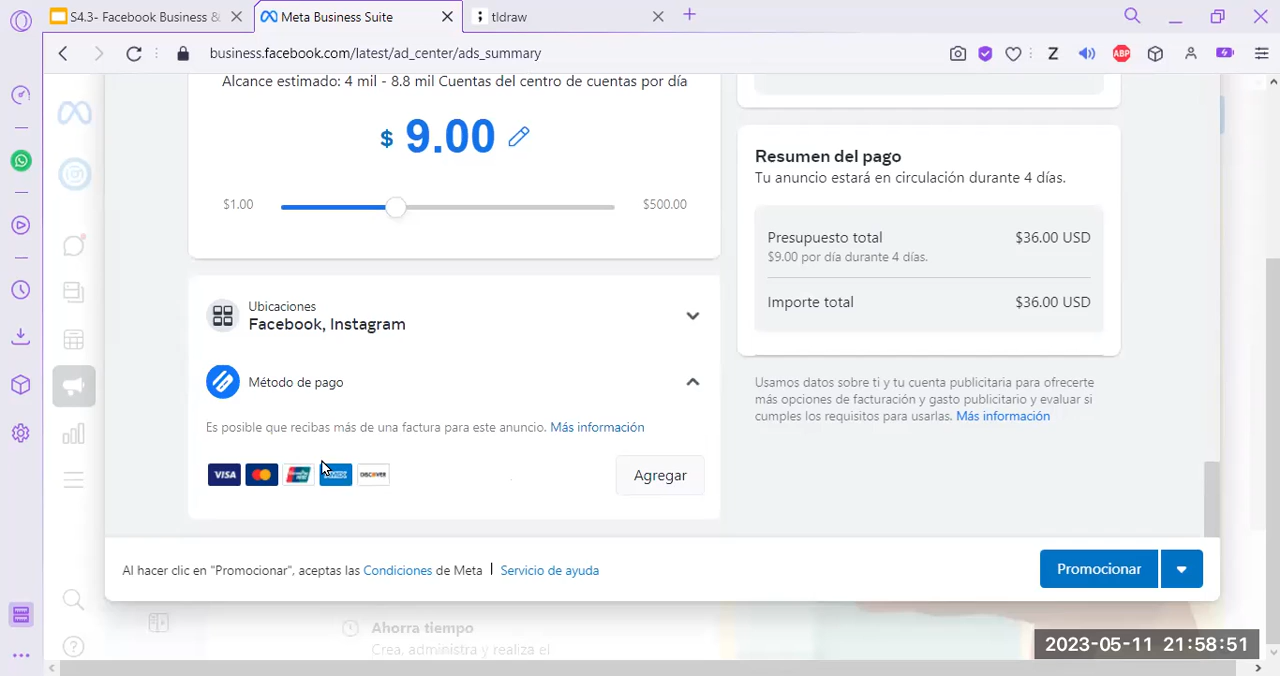 S4.3- Facebook Business &
Meta Business Suite
tldraw
business.facebook.com/latest/ad_center/ads_summary
Z
ABP
Alcance estimado: 4 mil - 8.8 mil Cuentas del centro de cuentas por día
$ 9.00
$1.00
$500.00
Ubicaciones
Facebook, Instagram
Método de pago
Es posible que recibas más de una factura para este anuncio. Más información
VISA
DISCOVER
Agregar
Resumen del pago
Tu anuncio estará en circulación durante 4 días.
Presupuesto total $36.00 USD
$9.00 por día durante 4 días.
Importe total $36.00 USD
Usamos datos sobre ti y tu cuenta publicitaria para ofrecerte
más opciones de facturación y gasto publicitario y evaluar si
cumples los requisitos para usarlas. Más información
Al hacer clic en "Promocionar", aceptas las Condiciones de Meta | Servicio de ayuda
Promocionar
Ahorra tiempo
Crea, administra y realiza el
2023-05-11 21:58:51